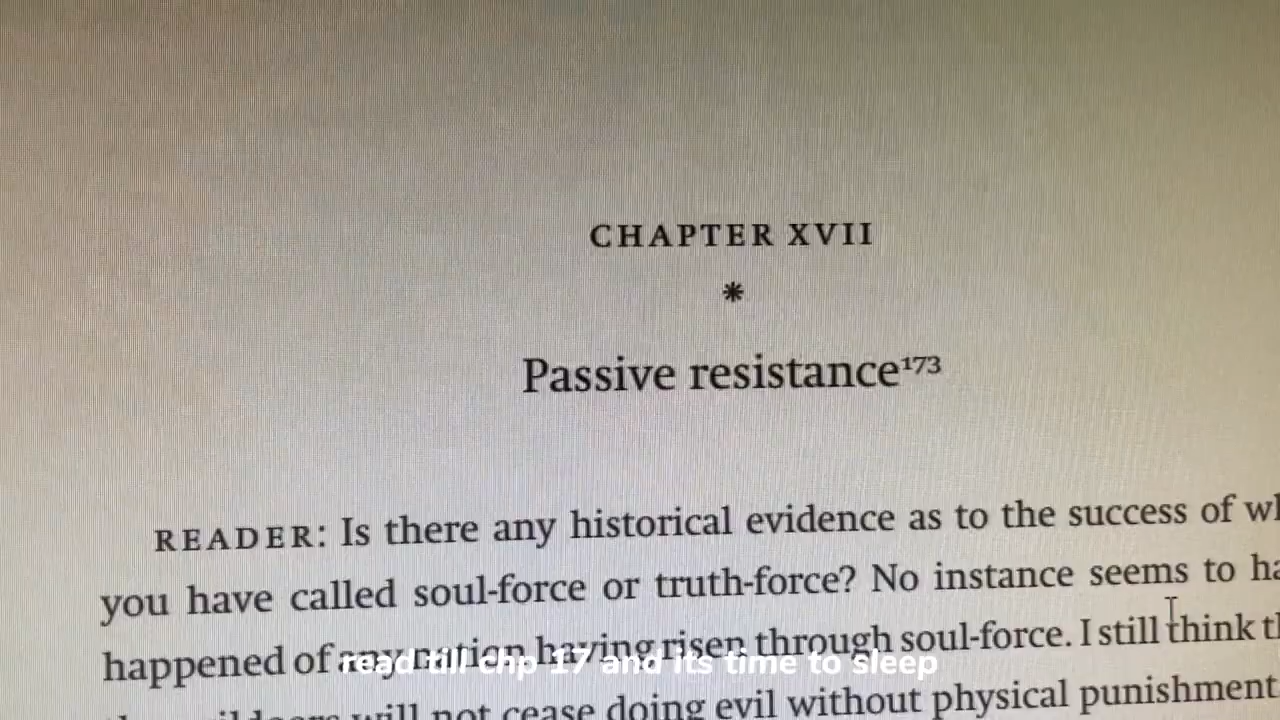 CHAPTER XVII
*
Passive resistance¹⁷³
READER: Is there any historical evidence as to the success of
you have called soul-force or truth-force? No instance seems to
happened of any nation having risen through soul-force. I still think
will not cease doing evil without physical punishment
read till chp 17 and its time to sleep